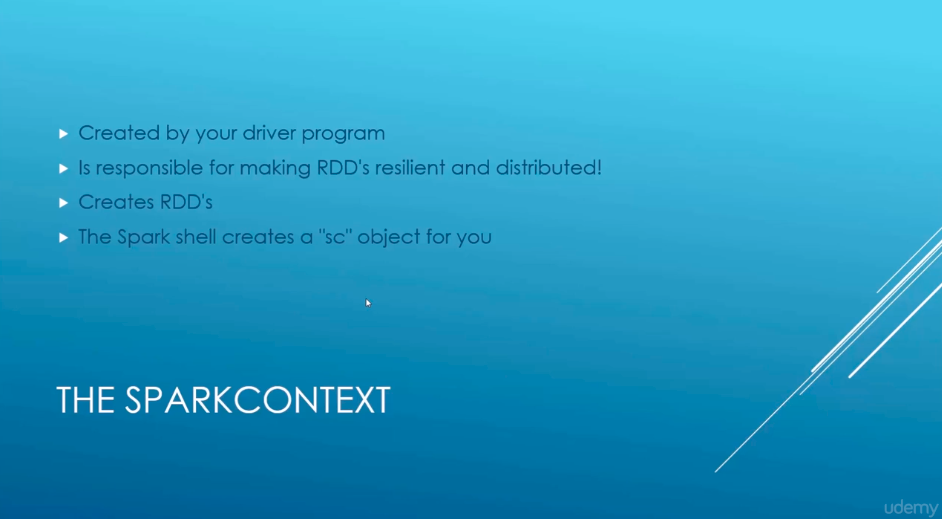 Created by your driver program
Is responsible for making RDD's resilient and distributed!
Creates RDD's
The Spark shell creates a "sc" object for you
THE SPARKCONTEXT
udemy